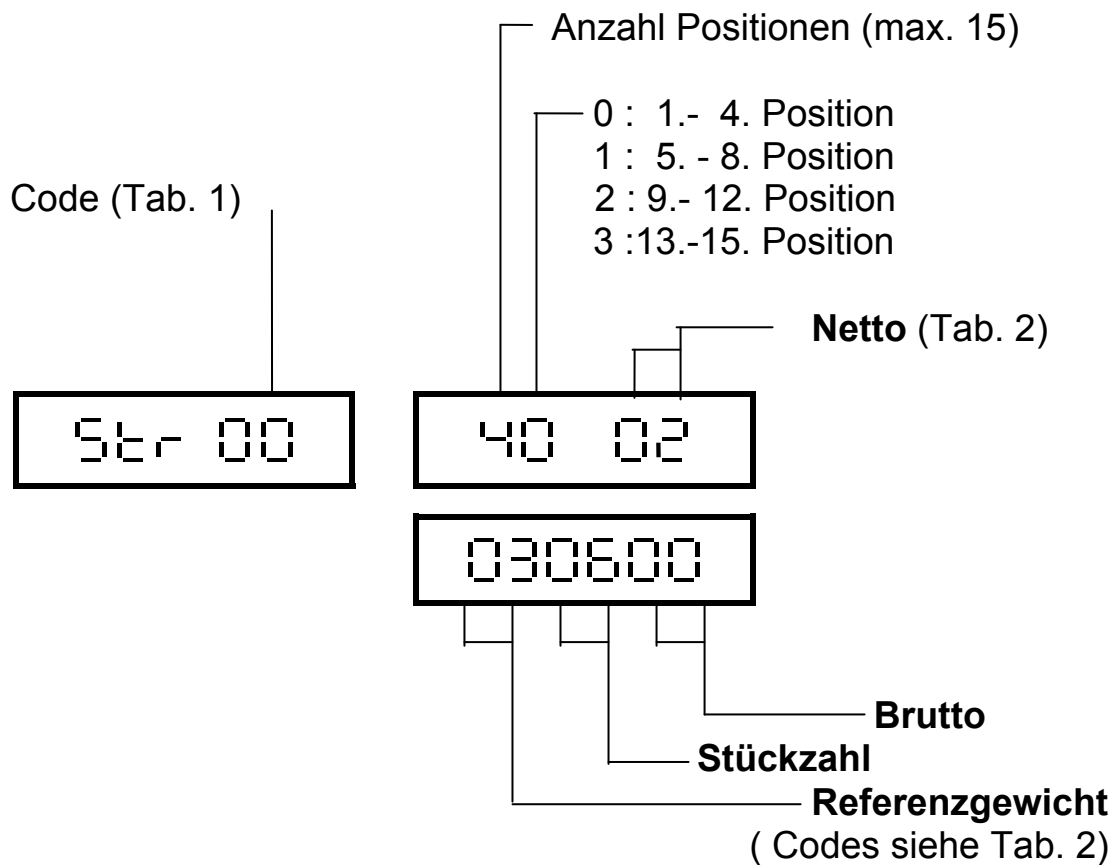 Anzahl Positionen (max. 15)
0 : 1.- 4. Position
1 : 5. - 8. Position
Code (Tab. 1)
2 : 9.- 12. Position
3 :13.-15. Position
Netto (Tab. 2)
Str 00
40 02
030600
Brutto
Stückzahl
Referenzgewicht
( Codes siehe Tab. 2)